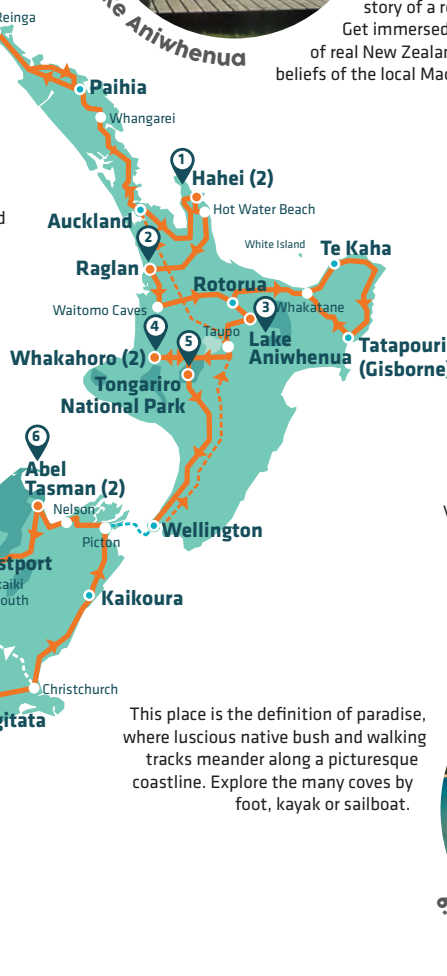 Reinga
Aniwhenua
story of a
Get immersed
of real New Zealan
beliefs of the local Mao
Paihia
Whangarei
1
Hahei (2)
Hot Water Beach
Auckland
2
White Island
Te Kaha
Raglan
Rotorua
Waitomo Caves
3
Whakatane
4
5
Taupo
Lake
Aniwhenua
Tatapouri
(Gisborne)
Whakahoro (2)
Tongariro
National Park
6
Abel
Tasman (2)
Nelson
Picton
Wellington
stport
aiki
outh
Kaikoura
Christchurch
gitata
This place is the definition of paradise,
where luscious native bush and walking
tracks meander along a picturesque
coastline. Explore the many coves by
foot, kayak or sailboat.